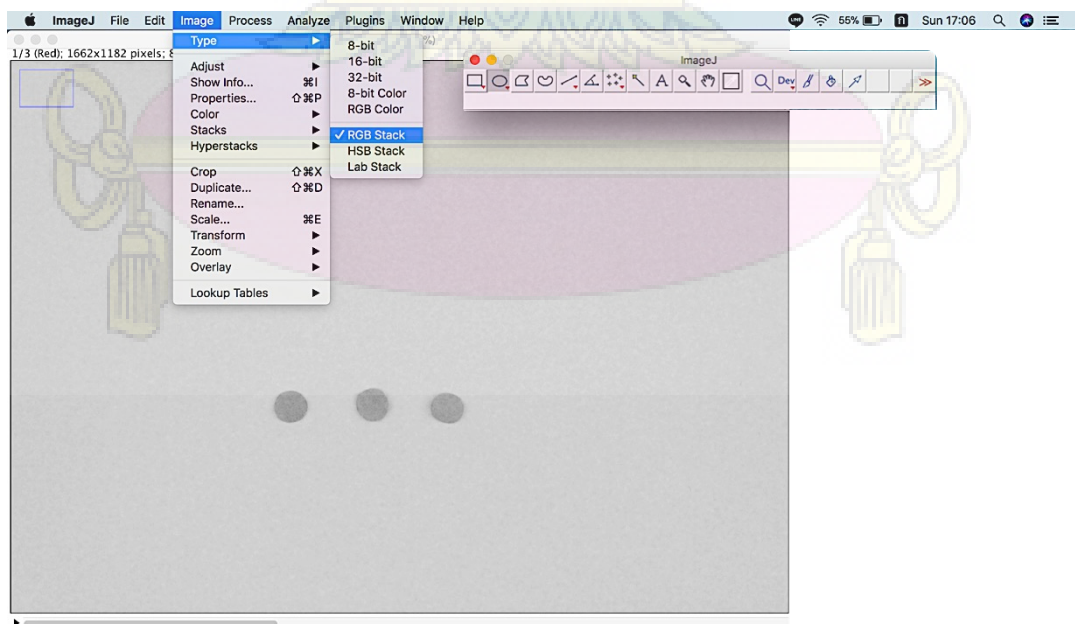 ImageJ File Edit Image Process Analyze Plugins Window Help 55% ก Sun 17:06
1/3 (Red); 1662x1182 pixels; 8
%)
Type
Adjust
Show Info... ⌘I
Properties... ⇧⌘P
Color
Stacks
Hyperstacks
Crop ⇧⌘X
Duplicate... ⇧⌘D
Rename...
Scale... ⌘E
Transform
Zoom
Overlay
Lookup Tables
8-bit
16-bit
32-bit
8-bit Color
RGB Color
✓ RGB Stack
HSB Stack
Lab Stack
ImageJ
A Dev